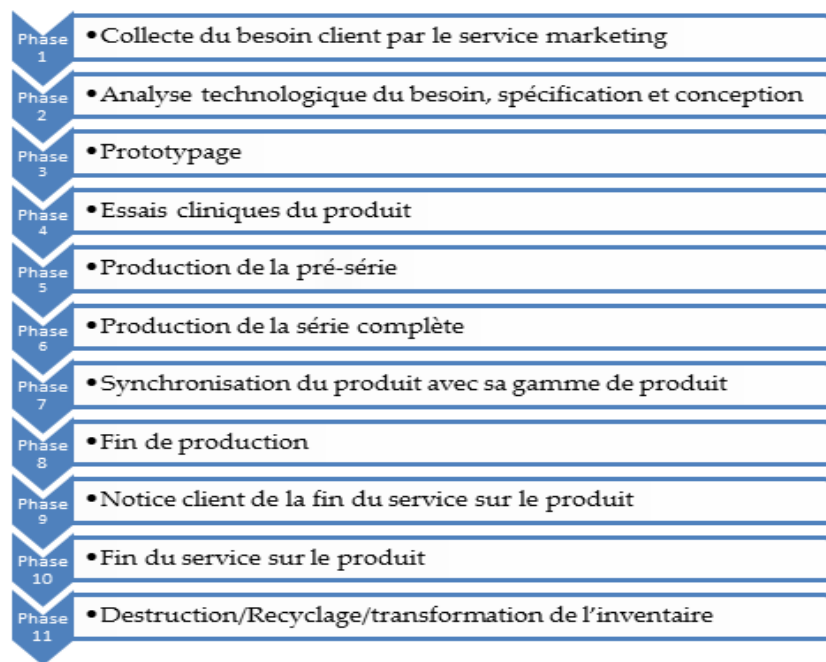 Phase
1
•Collecte du besoin client par le service marketing
Phase
2
•Analyse technologique du besoin, spécification et conception
Phase
3
•Prototypage
Phase
4
•Essais cliniques du produit
Phase
5
•Production de la pré-série
Phase
6
•Production de la série complète
Phase
7
•Synchronisation du produit avec sa gamme de produit
Phase
8
•Fin de production
Phase
9
•Notice client de la fin du service sur le produit
Phase
10
•Fin du service sur le produit
Phase
11
•Destruction/Recyclage/transformation de l’inventaire